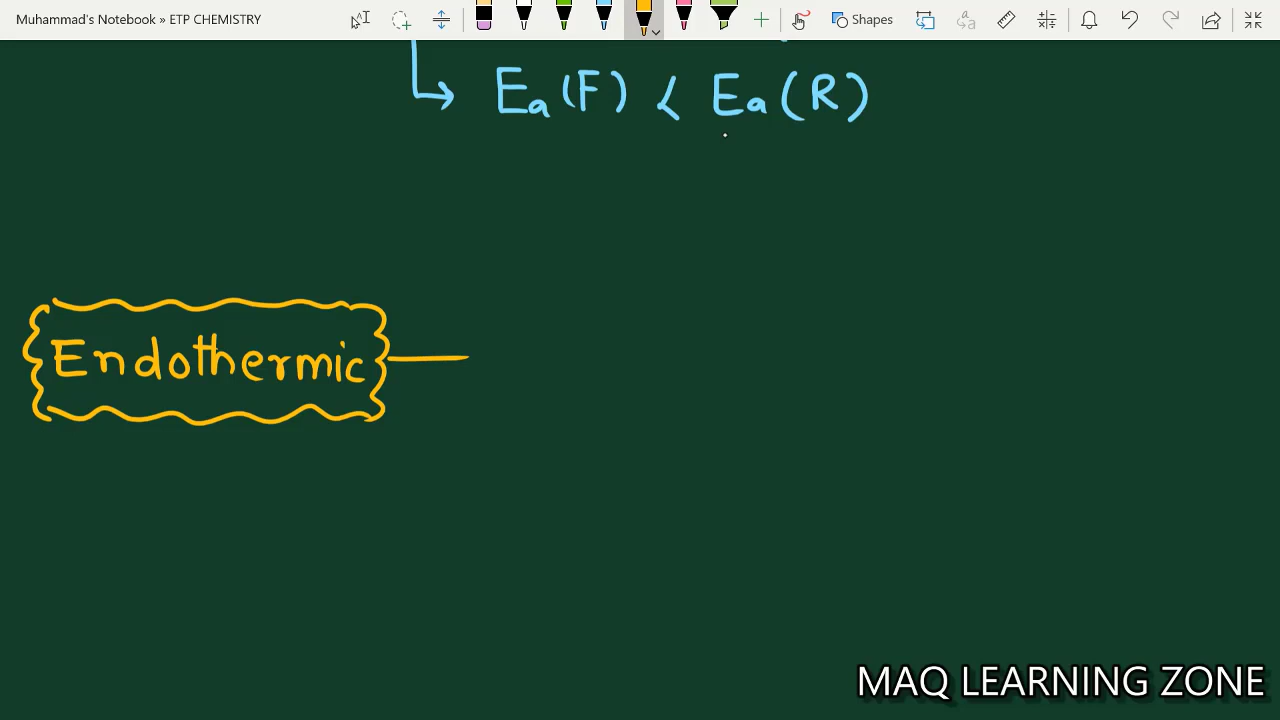 Muhammad's Notebook » ETP CHEMISTRY
Shapes
Ea (F) < Ea (R)
Endothermic
MAQ LEARNING ZONE